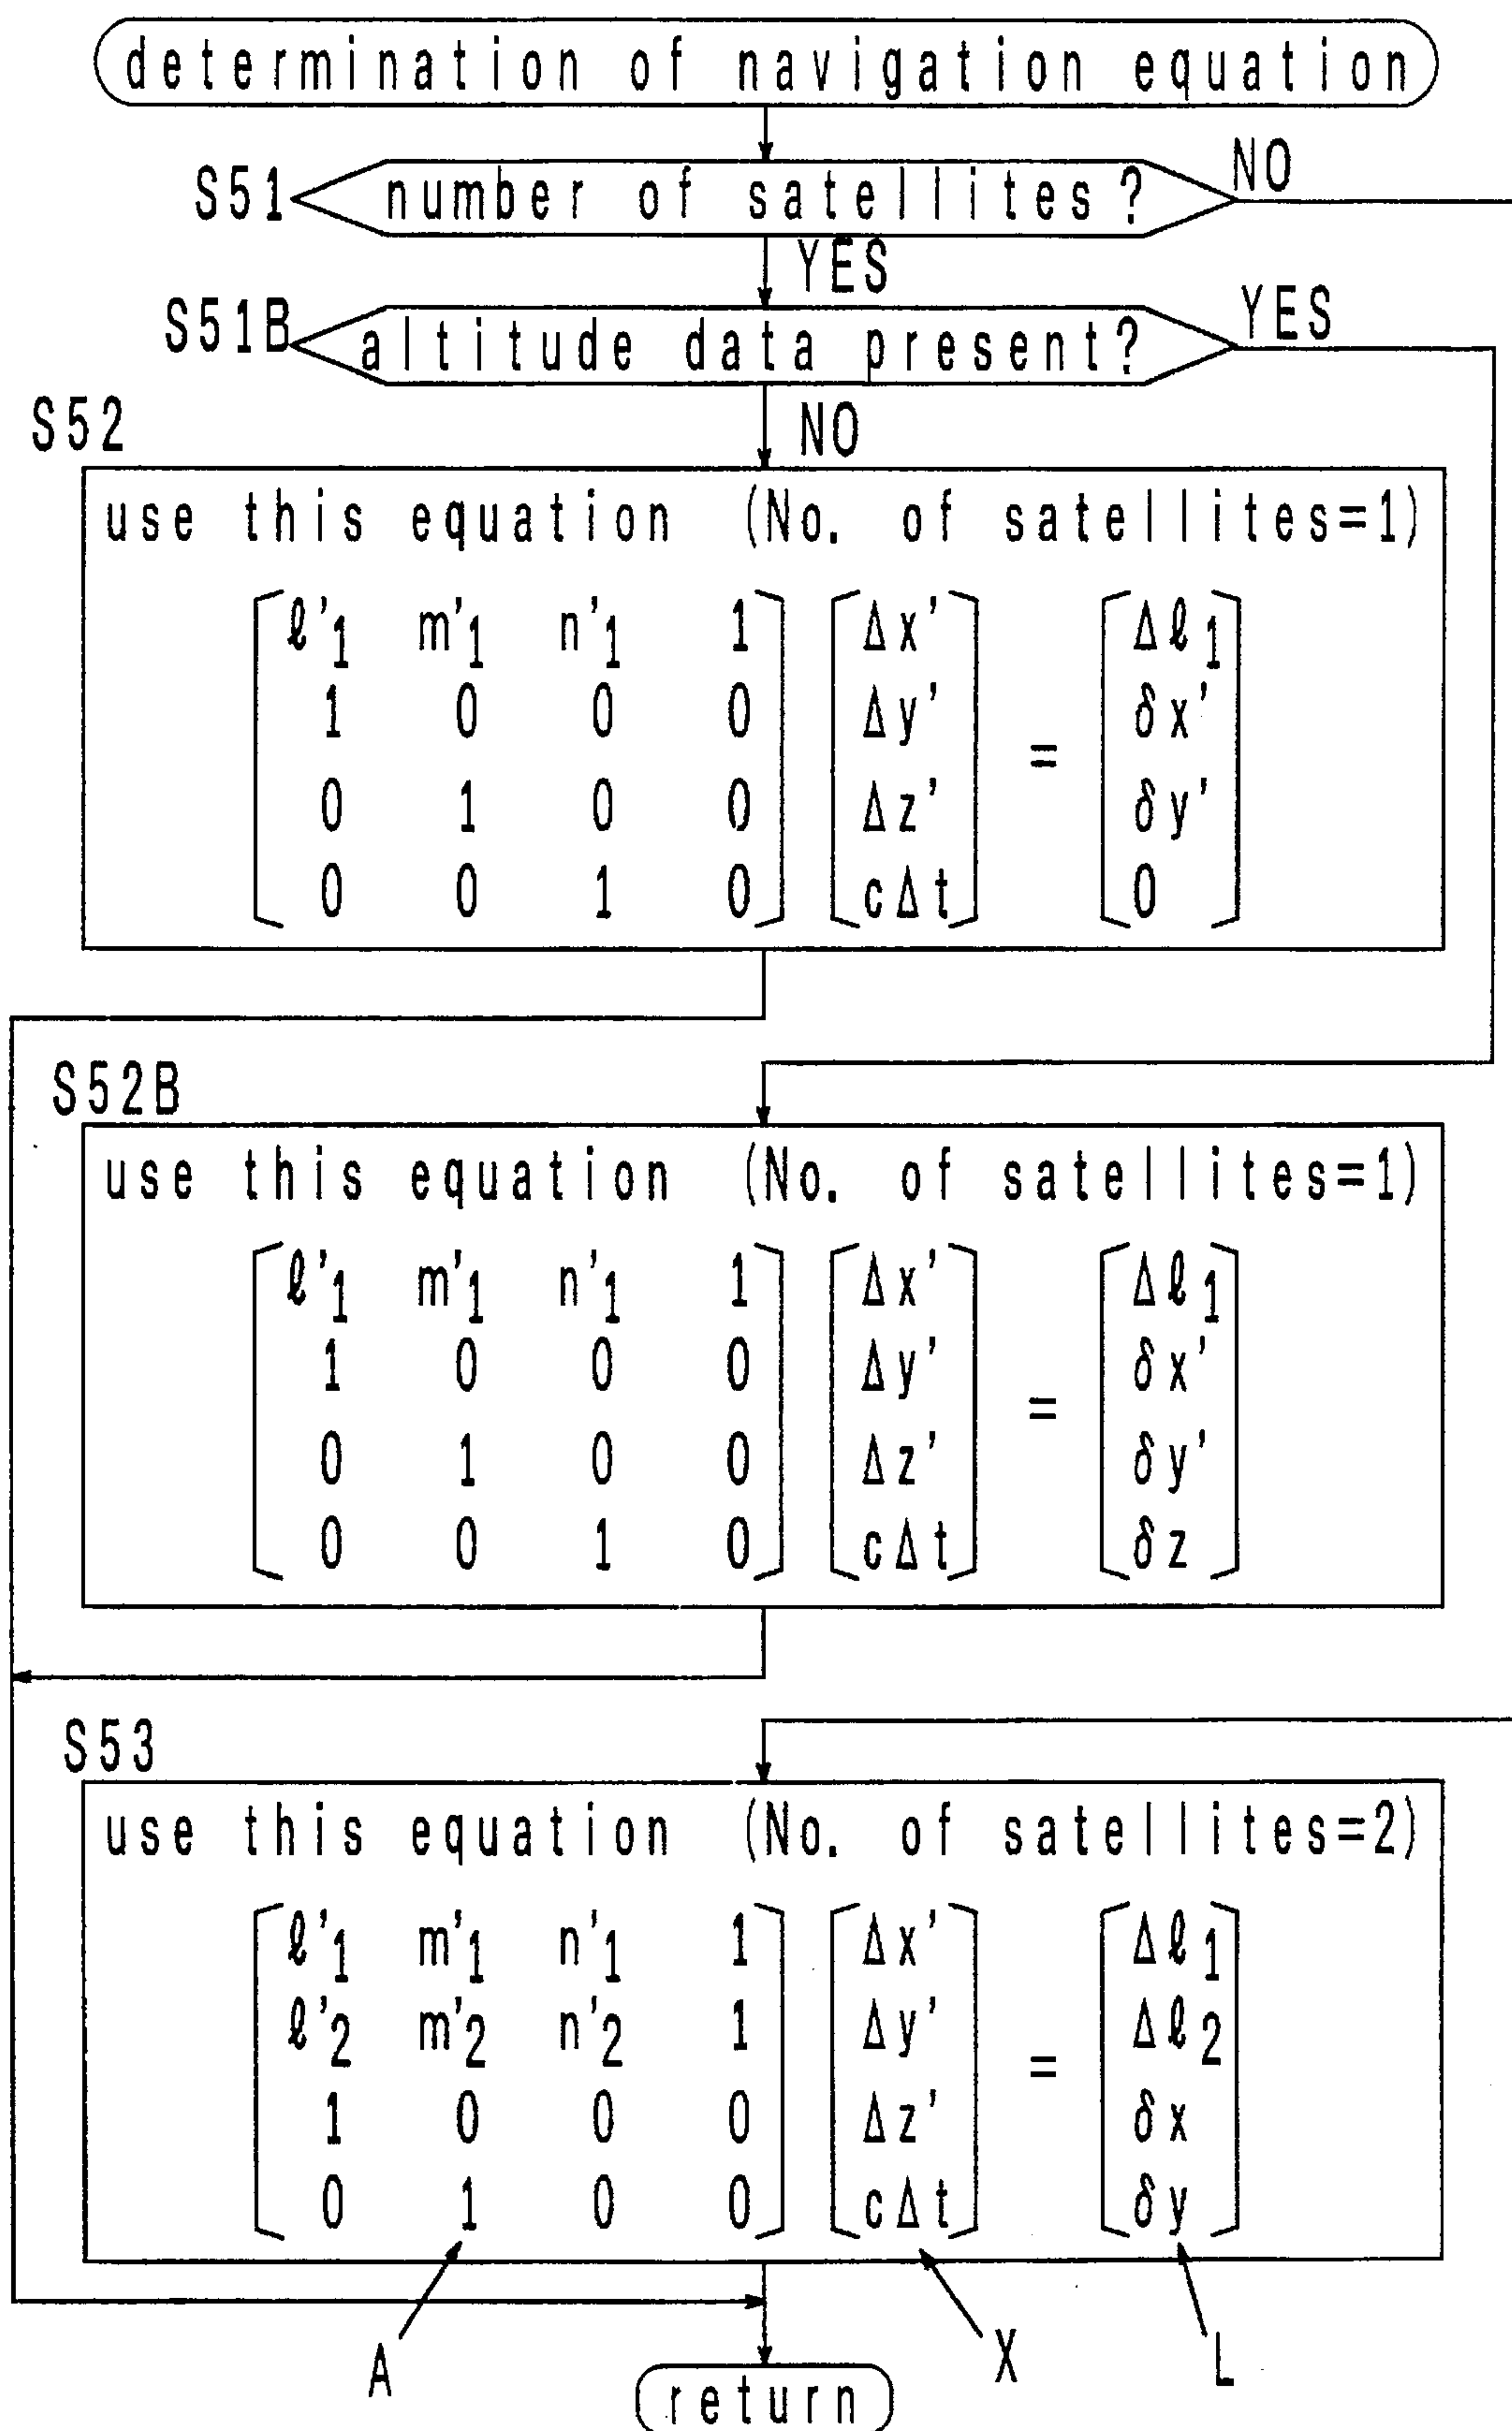 determination of navigation equation
S51 number of satellites? NO
YES
S51B altitude data present? YES
NO
S52
use this equation (No. of satellites=1)
ℓ'1 m'1 n'1 1 Δx' Δℓ1
1 0 0 0 Δy' δx'
=
0 1 0 0 Δz' δy'
0 0 1 0 cΔt 0
S52B
use this equation (No. of satellites=1)
ℓ'1 m'1 n'1 1 Δx' Δℓ1
1 0 0 0 Δy' δx'
=
0 1 0 0 Δz' δy'
0 0 1 0 cΔt δz
S53
use this equation (No. of satellites=2)
ℓ'1 m'1 n'1 1 Δx' Δℓ1
ℓ'2 m'2 n'2 1 Δy' Δℓ2
=
1 0 0 0 Δz' δx
0 1 0 0 cΔt δy
A X L
return